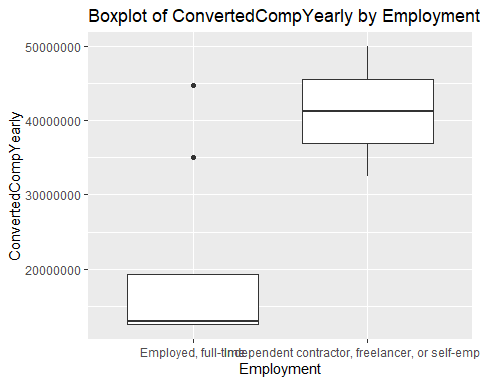 Boxplot of ConvertedCompYearly by Employment
50000000
40000000
30000000
20000000
ConvertedCompYearly
Employed, full-time
Independent contractor, freelancer, or self-emp
Employment